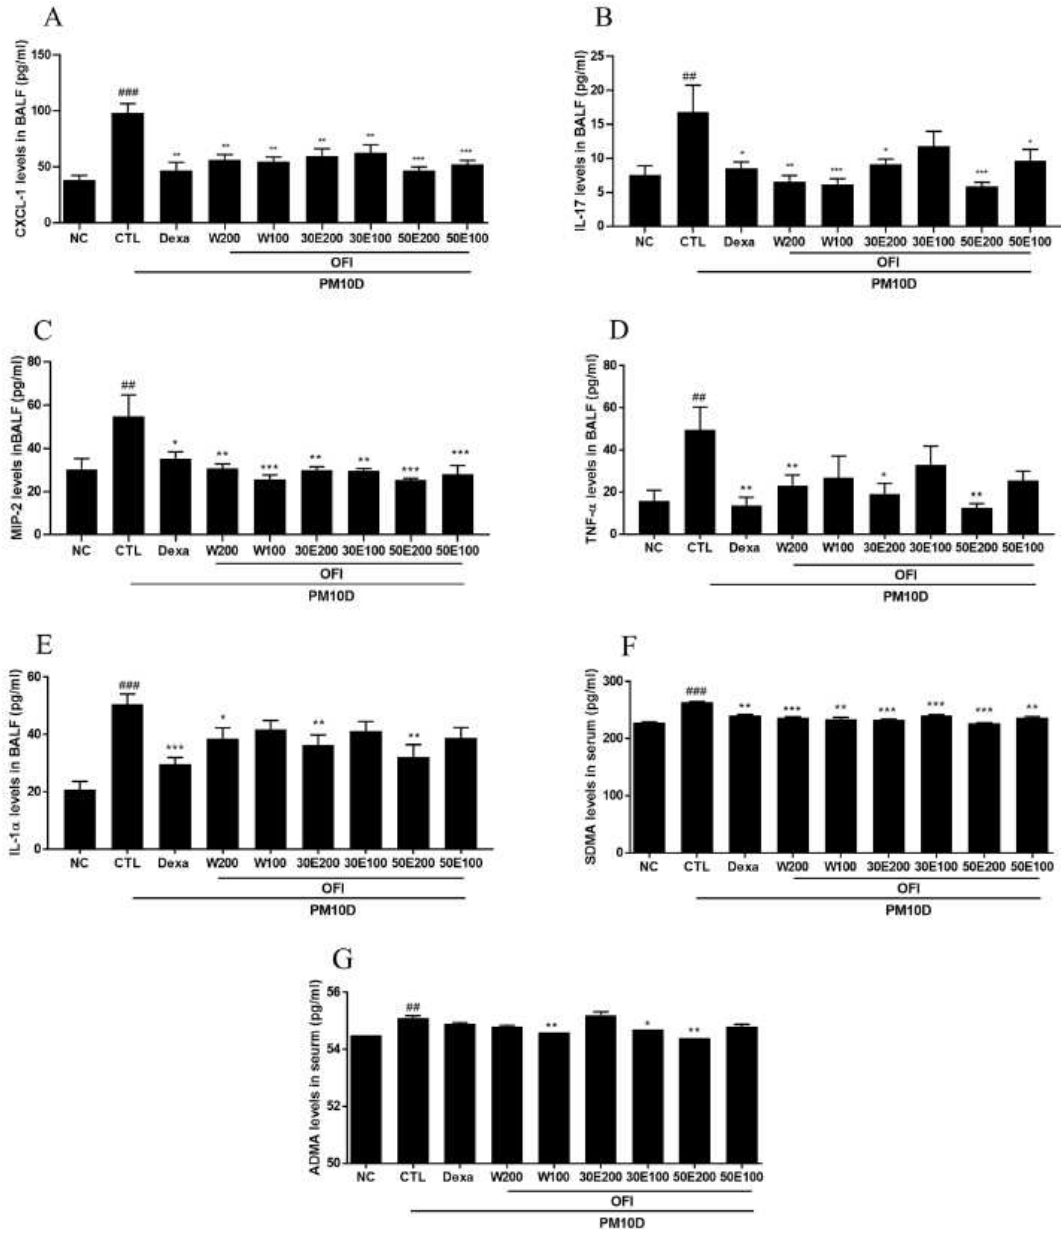 A
CXCL-1 levels in BALF (pg/ml)
150
100
50
0
###
**
**
**
**
**
***
***
NC CTL Dexa W200 W100 30E200 30E100 50E200 50E100
OFI
PM10D
B
IL-17 levels in BALF (pg/ml)
25
20
15
10
5
0
##
*
**
***
*
***
*
NC CTL Dexa W200 W100 30E200 30E100 50E200 50E100
OFI
PM10D
C
MIP-2 levels inBALF (pg/ml)
80
60
40
20
0
##
*
**
***
**
**
***
***
NC CTL Dexa W200 W100 30E200 30E100 50E200 50E100
OFI
PM10D
D
TNF-α levels in BALF (pg/ml)
80
60
40
20
0
##
**
**
*
**
NC CTL Dexa W200 W100 30E200 30E100 50E200 50E100
OFI
PM10D
E
IL-1α levels in BALF (pg/ml)
60
40
20
0
###
***
*
**
**
NC CTL Dexa W200 W100 30E200 30E100 50E200 50E100
OFI
PM10D
F
SDMA levels in serum (pg/ml)
300
200
100
0
###
**
***
**
***
***
***
**
NC CTL Dexa W200 W100 30E200 30E100 50E200 50E100
OFI
PM10D
G
ADMA levels in seurm (pg/ml)
56
54
52
50
##
**
*
**
NC CTL Dexa W200 W100 30E200 30E100 50E200 50E100
OFI
PM10D